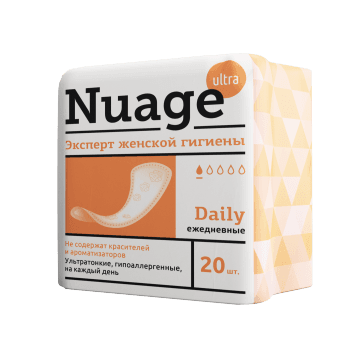 ultra
Nuage
Эксперт женской гигиены
Daily
ежедневные
Не содержат красителей
и ароматизаторов
Ультратонкие, гипоаллергенные,
на каждый день
20 шт.